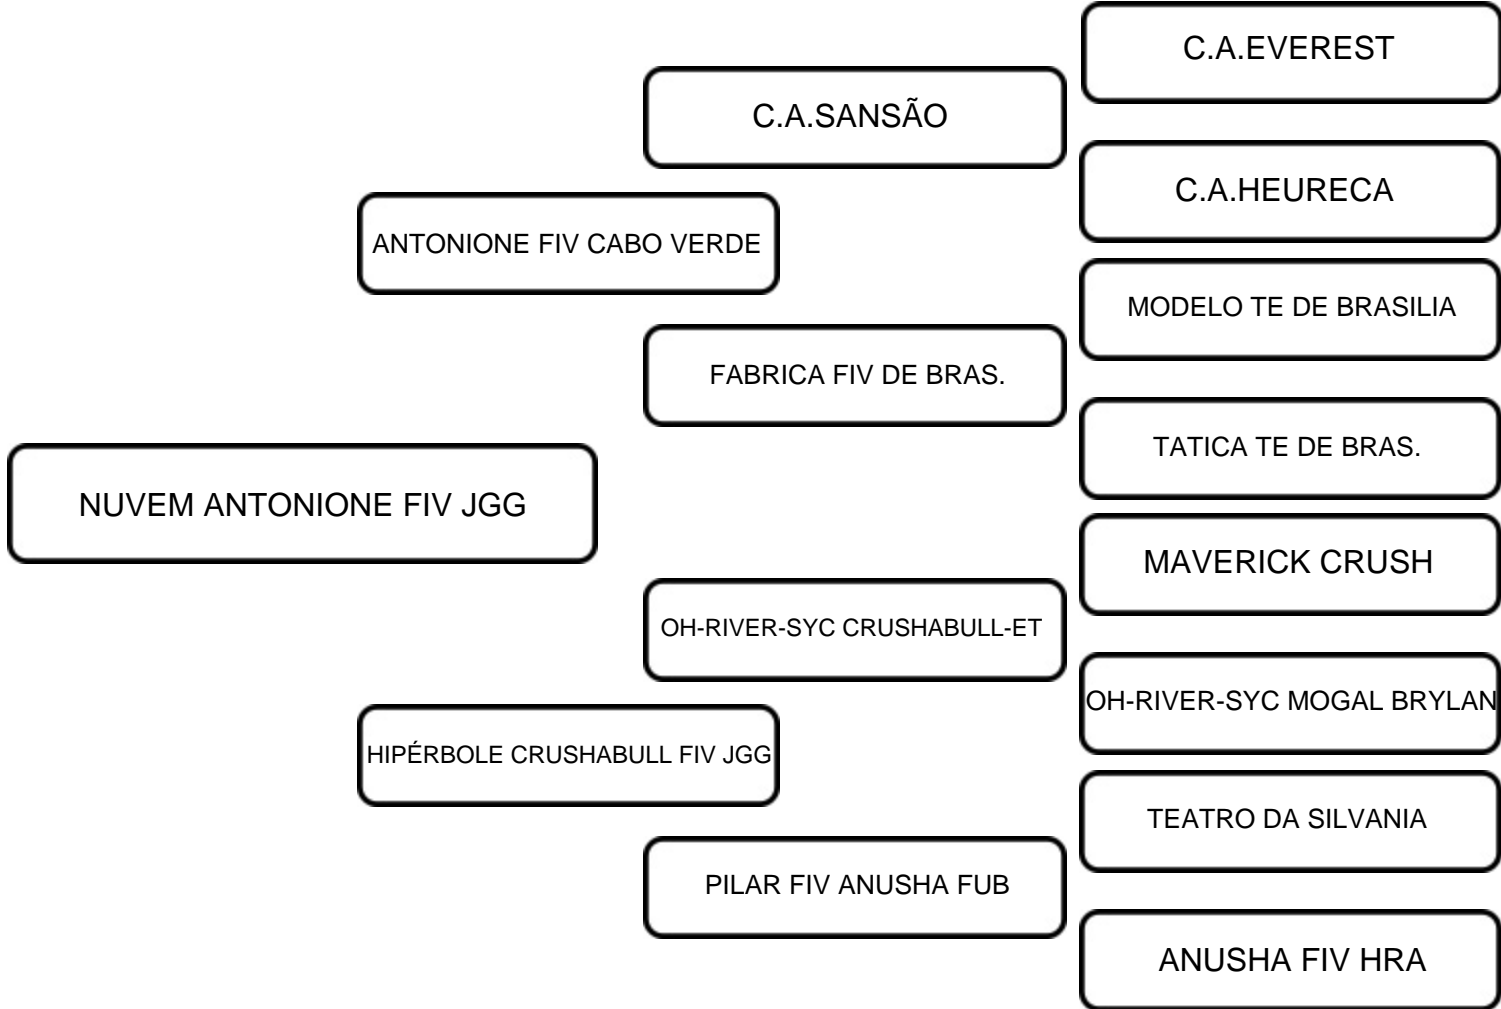 C.A.EVEREST
C.A.SANSÃO
C.A.HEURECA
ANTONIONE FIV CABO VERDE
MODELO TE DE BRASILIA
FABRICA FIV DE BRAS.
TATICA TE DE BRAS.
NUVEM ANTONIONE FIV JGG
MAVERICK CRUSH
OH-RIVER-SYC CRUSHABULL-ET
OH-RIVER-SYC MOGAL BRYLAN
HIPÉRBOLE CRUSHABULL FIV JGG
TEATRO DA SILVANIA
PILAR FIV ANUSHA FUB
ANUSHA FIV HRA